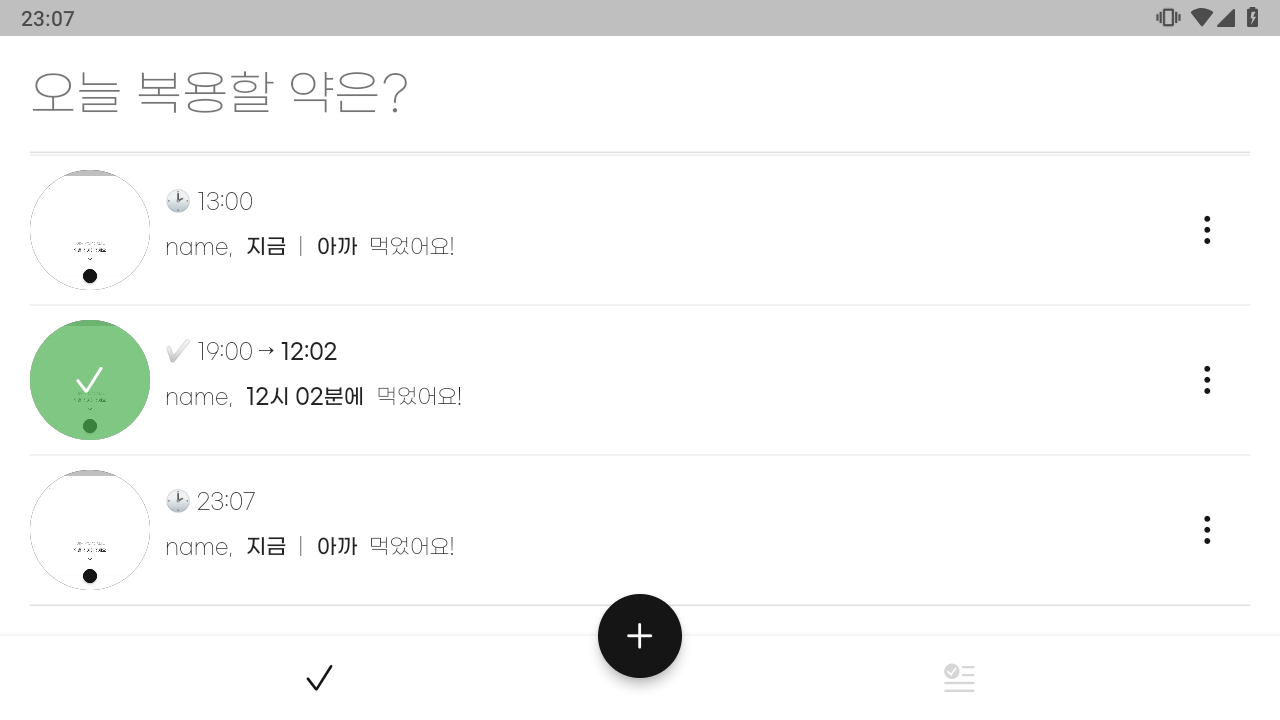 23:07
오늘 복용할 약은?
🕑 13:00
name, 지금 | 아까 먹었어요!
✔ 19:00 → 12:02
name, 12시 02분에 먹었어요!
🕑 23:07
name, 지금 | 아까 먹었어요!